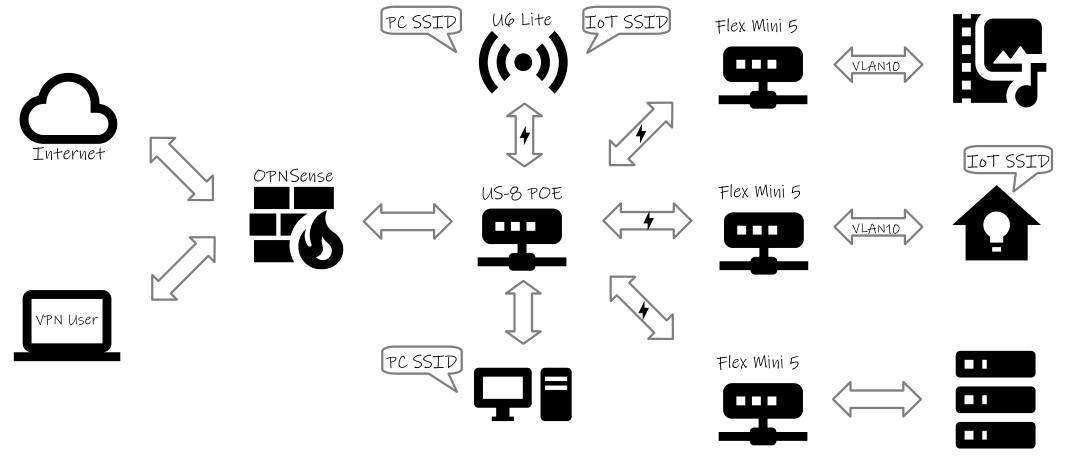 PC SSID
U6 Lite
IoT SSID
Flex Mini 5
VLAN10
Internet
IoT SSID
OPNSense
US-8 POE
Flex Mini 5
VLAN10
VPN User
PC SSID
Flex Mini 5